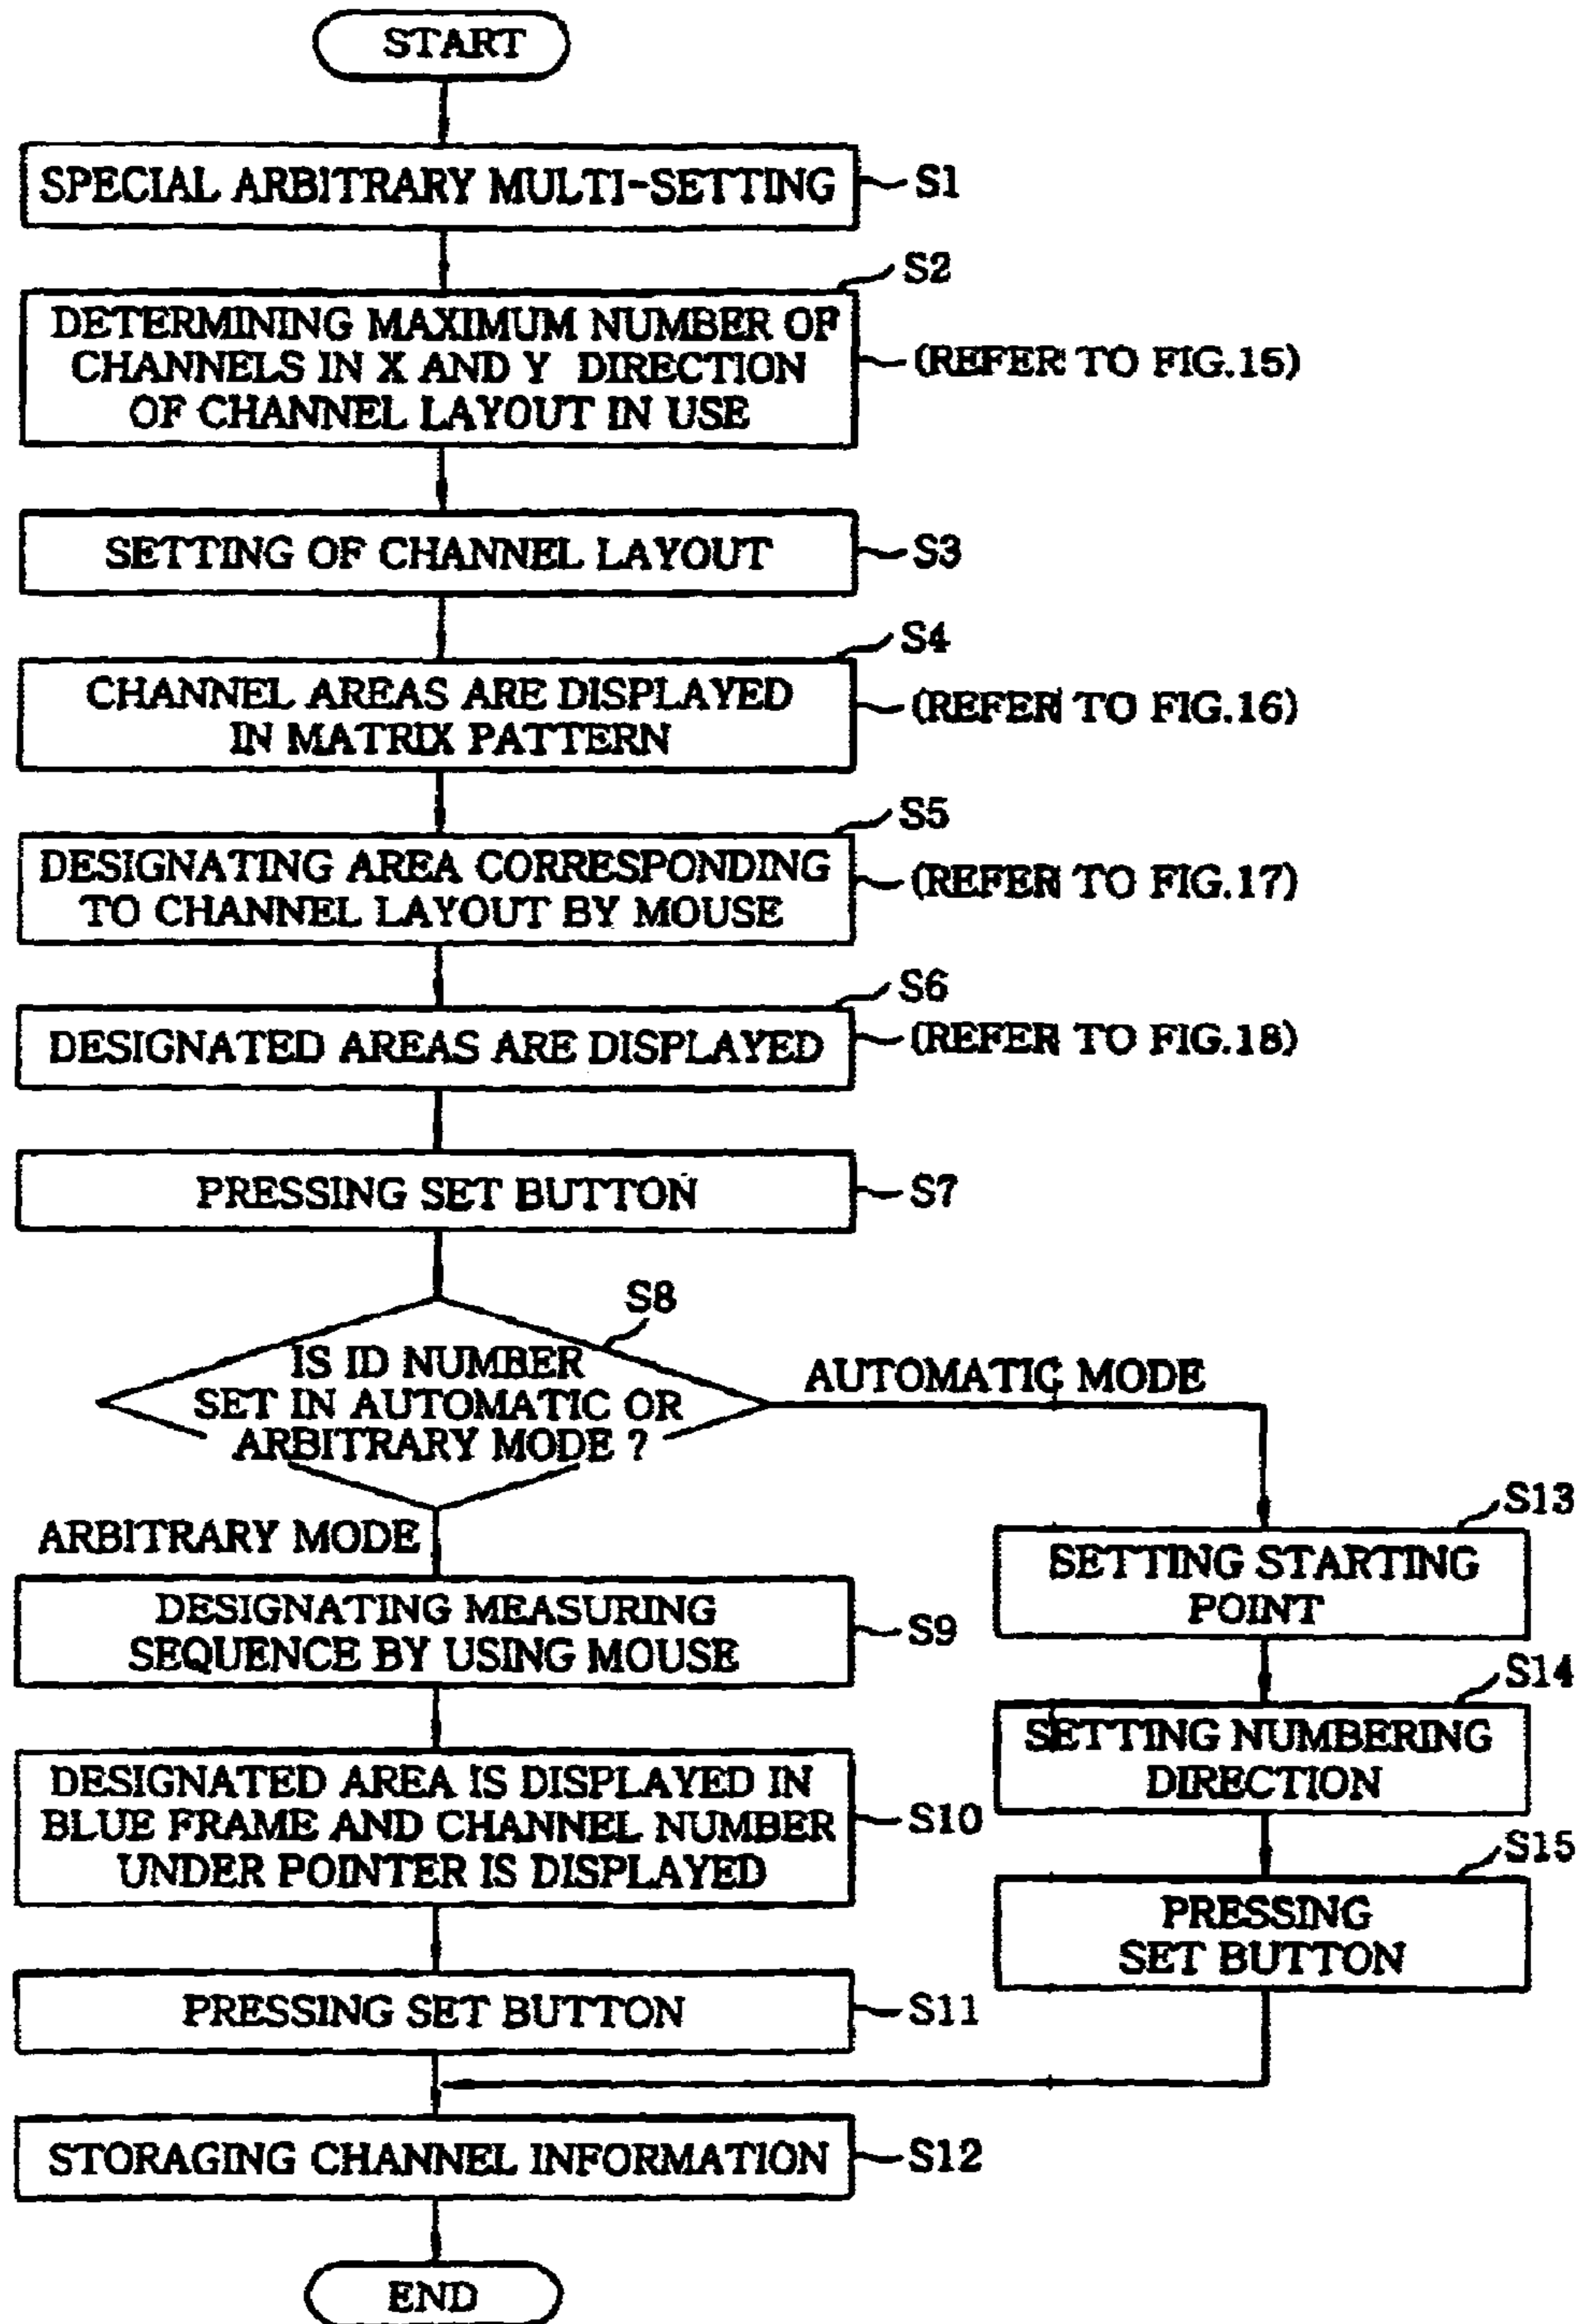 START
SPECIAL ARBITRARY MULTI-SETTING
S1
S2
DETERMINING MAXIMUM NUMBER OF
CHANNELS IN X AND Y DIRECTION
OF CHANNEL LAYOUT IN USE
(REFER TO FIG.15)
SETTING OF CHANNEL LAYOUT
S3
S4
CHANNEL AREAS ARE DISPLAYED
IN MATRIX PATTERN
(REFER TO FIG.16)
S5
DESIGNATING AREA CORRESPONDING
TO CHANNEL LAYOUT BY MOUSE
(REFER TO FIG.17)
S6
DESIGNATED AREAS ARE DISPLAYED
(REFER TO FIG.18)
PRESSING SET BUTTON
S7
S8
IS ID NUMBER
SET IN AUTOMATIC OR
ARBITRARY MODE ?
AUTOMATIC MODE
ARBITRARY MODE
DESIGNATING MEASURING
SEQUENCE BY USING MOUSE
S9
DESIGNATED AREA IS DISPLAYED IN
BLUE FRAME AND CHANNEL NUMBER
UNDER POINTER IS DISPLAYED
S10
PRESSING SET BUTTON
S11
S13
SETTING STARTING
POINT
S14
SETTING NUMBERING
DIRECTION
S15
PRESSING
SET BUTTON
STORAGING CHANNEL INFORMATION
S12
END